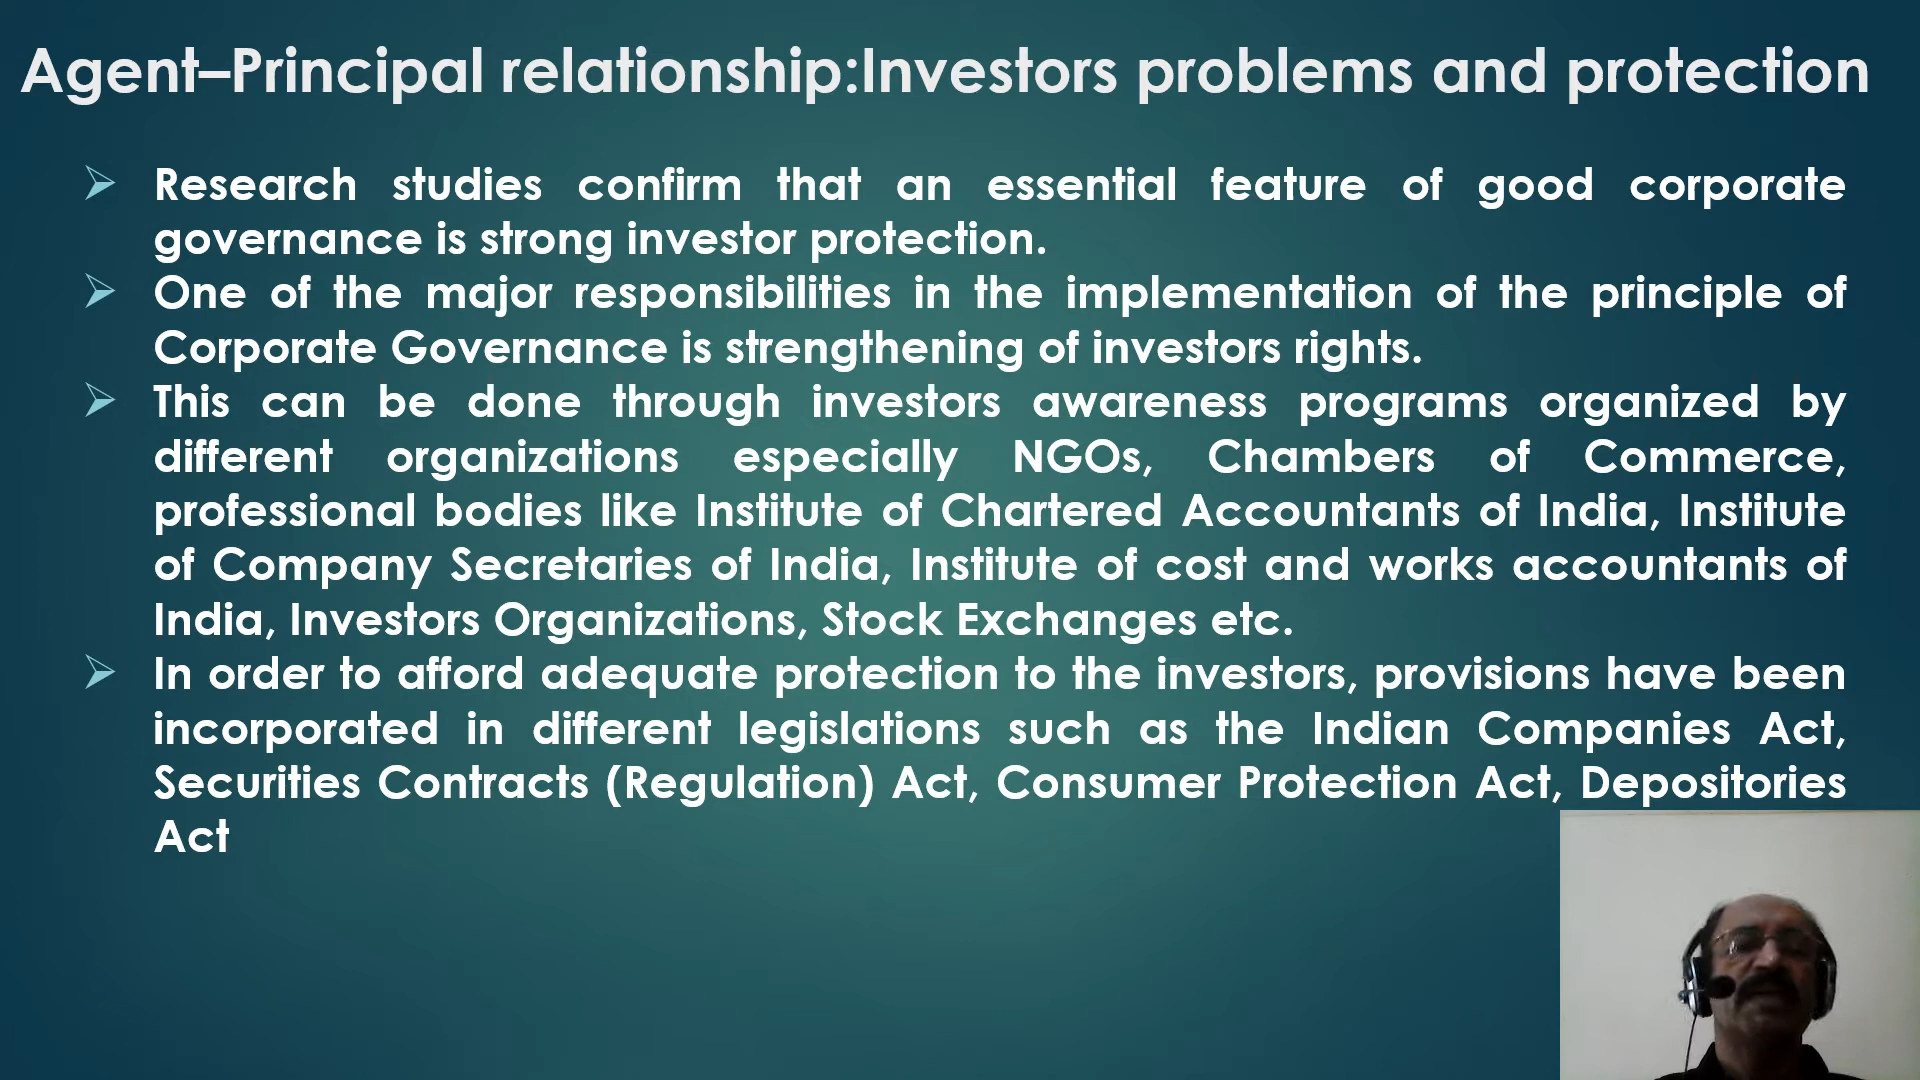 Agent–Principal relationship:Investors problems and protection
Research studies confirm that an essential feature of good corporate
governance is strong investor protection.
One of the major responsibilities in the implementation of the principle of
Corporate Governance is strengthening of investors rights.
This can be done through investors awareness programs organized by
different organizations especially NGOs, Chambers of Commerce,
professional bodies like Institute of Chartered Accountants of India, Institute
of Company Secretaries of India, Institute of cost and works accountants of
India, Investors Organizations, Stock Exchanges etc.
In order to afford adequate protection to the investors, provisions have been
incorporated in different legislations such as the Indian Companies Act,
Securities Contracts (Regulation) Act, Consumer Protection Act, Depositories
Act